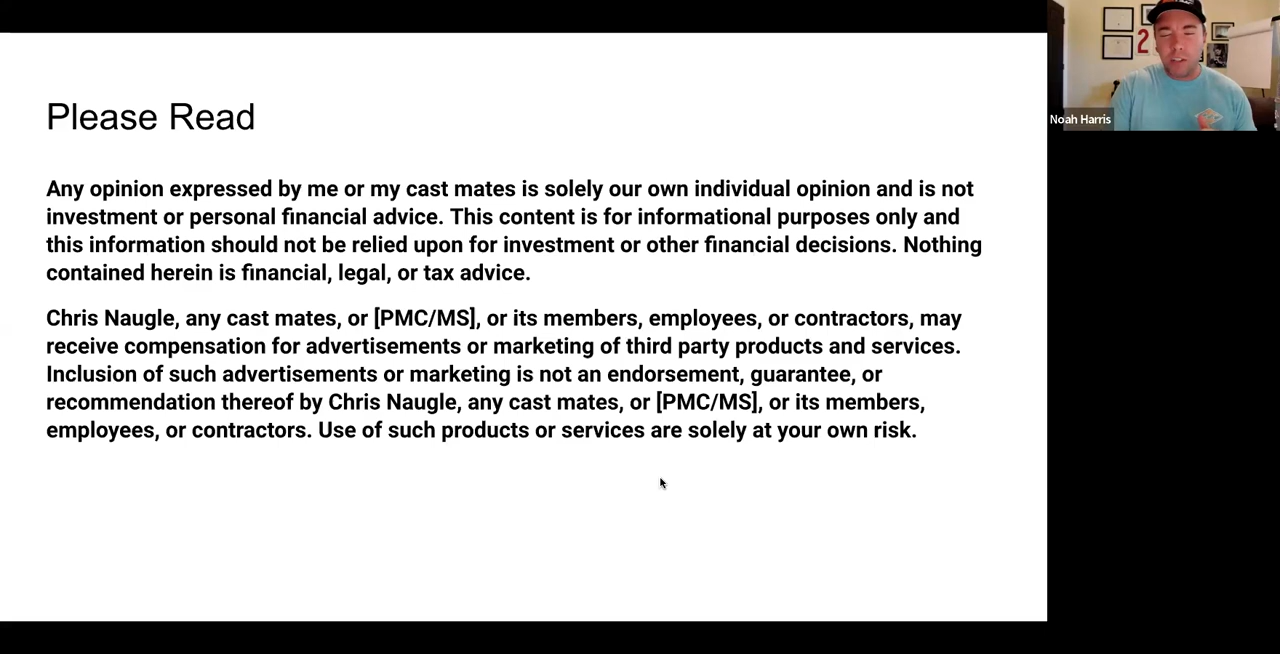 Please Read
Any opinion expressed by me or my cast mates is solely our own individual opinion and is not
investment or personal financial advice. This content is for informational purposes only and
this information should not be relied upon for investment or other financial decisions. Nothing
contained herein is financial, legal, or tax advice.
Chris Naugle, any cast mates, or [PMC/MS], or its members, employees, or contractors, may
receive compensation for advertisements or marketing of third party products and services.
Inclusion of such advertisements or marketing is not an endorsement, guarantee, or
recommendation thereof by Chris Naugle, any cast mates, or [PMC/MS], or its members,
employees, or contractors. Use of such products or services are solely at your own risk.
2
Noah Harris